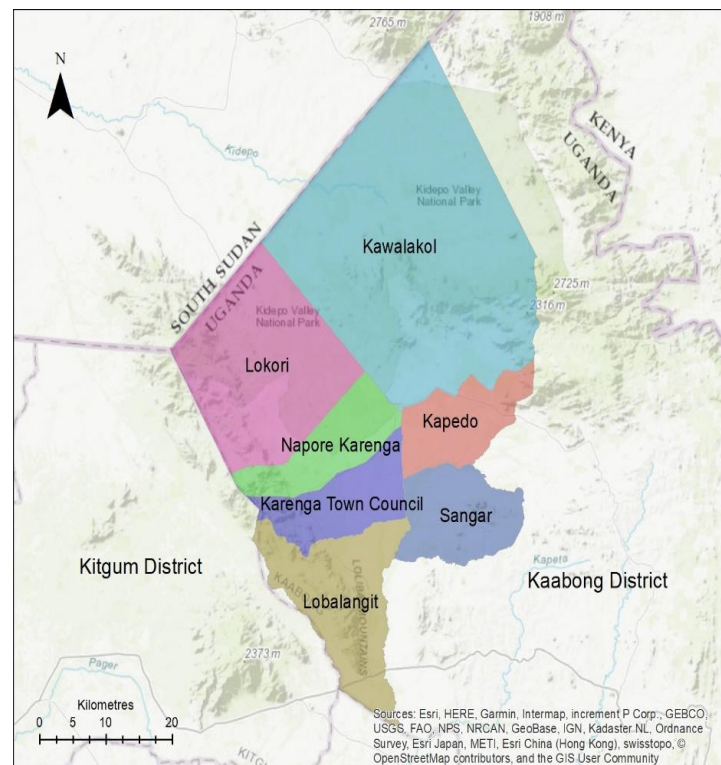 2765 m
1908 m
N
KENYA
UGANDA
Kidepo
Kidepo Valley
National Park
Kawalakol
SOUTH SUDAN
UGANDA
2725 m
2316 m
Kidepo Valley
National Park
Lokori
Kapedo
Napore Karenga
Karenga Town Council
Sangar
Kitgum District
Kapeta
Kaabong District
Lobalangit
2373 m
Pager
Kilometres
0 5 10 20
Sources: Esri, HERE, Garmin, Intermap, increment P Corp., GEBCO,
USGS, FAO, NPS, NRCAN, GeoBase, IGN, Kadaster NL, Ordnance
Survey, Esri Japan, METI, Esri China (Hong Kong), swisstopo, ©
OpenStreetMap contributors, and the GIS User Community